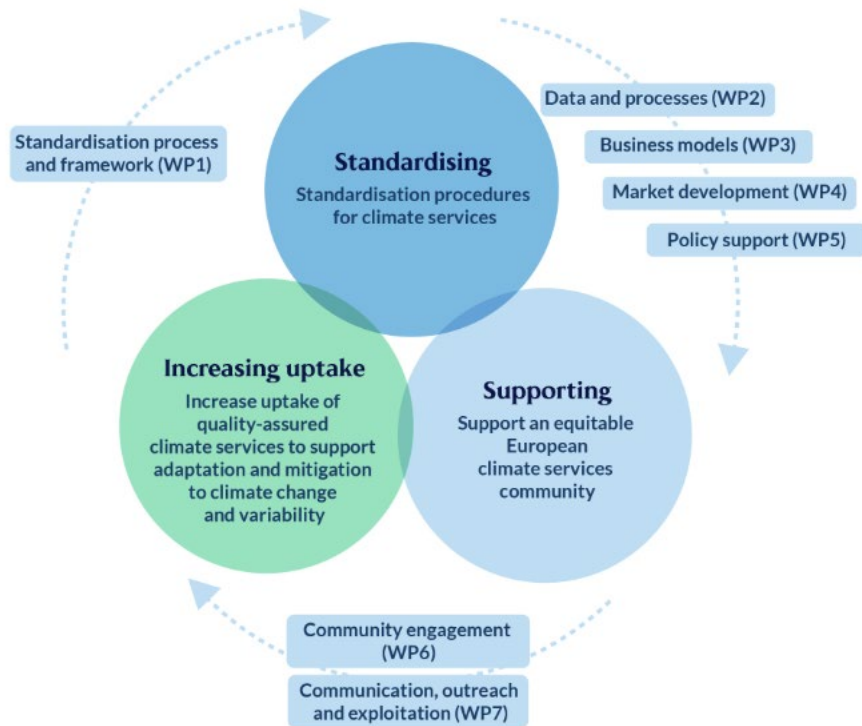 Standardisation process
and framework (WP1)
Standardising
Standardisation procedures
for climate services
Data and processes (WP2)
Business models (WP3)
Market development (WP4)
Policy support (WP5)
Increasing uptake
Increase uptake of
quality-assured
climate services to support
adaptation and mitigation
to climate change
and variability
Supporting
Support an equitable
European
climate services
community
Community engagement
(WP6)
Communication, outreach
and exploitation (WP7)